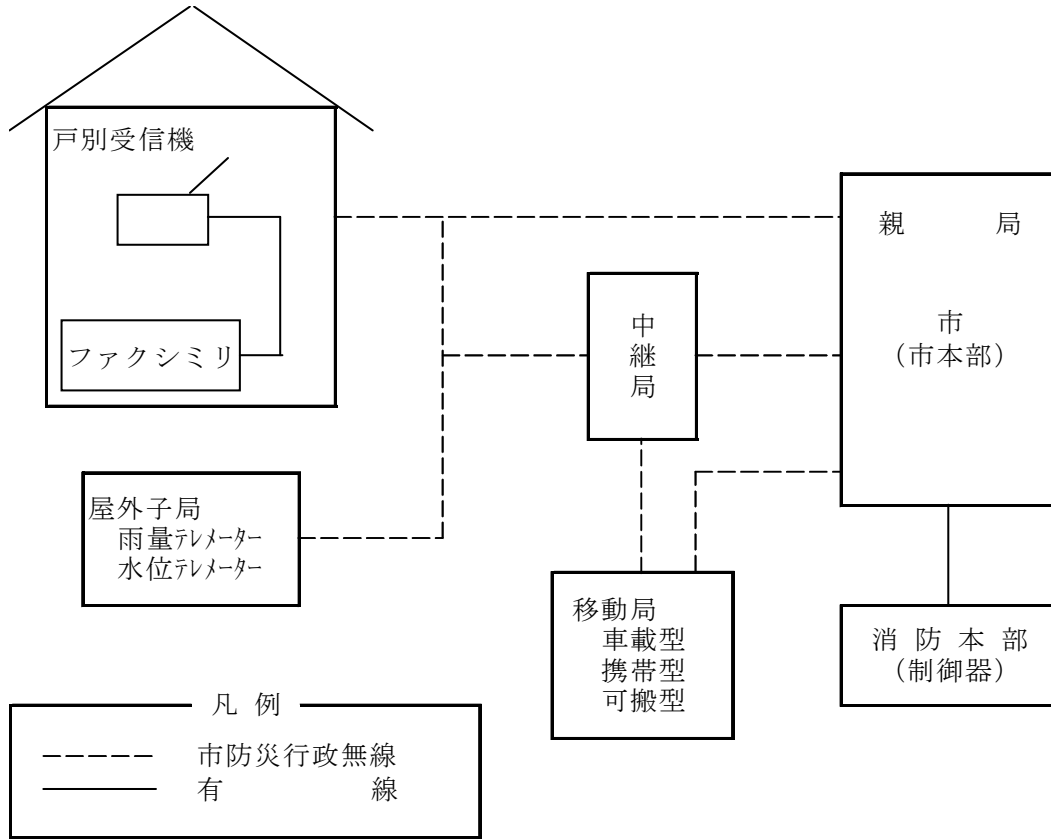 戸別受信機
ファクシミリ
親　　局
市
（市本部）
中
継
局
屋外子局
雨量ﾃﾚﾒｰﾀｰ
水位ﾃﾚﾒｰﾀｰ
移動局
車載型
携帯型
可搬型
消 防 本 部
（制御器）
凡 例
市防災行政無線
有　　　線